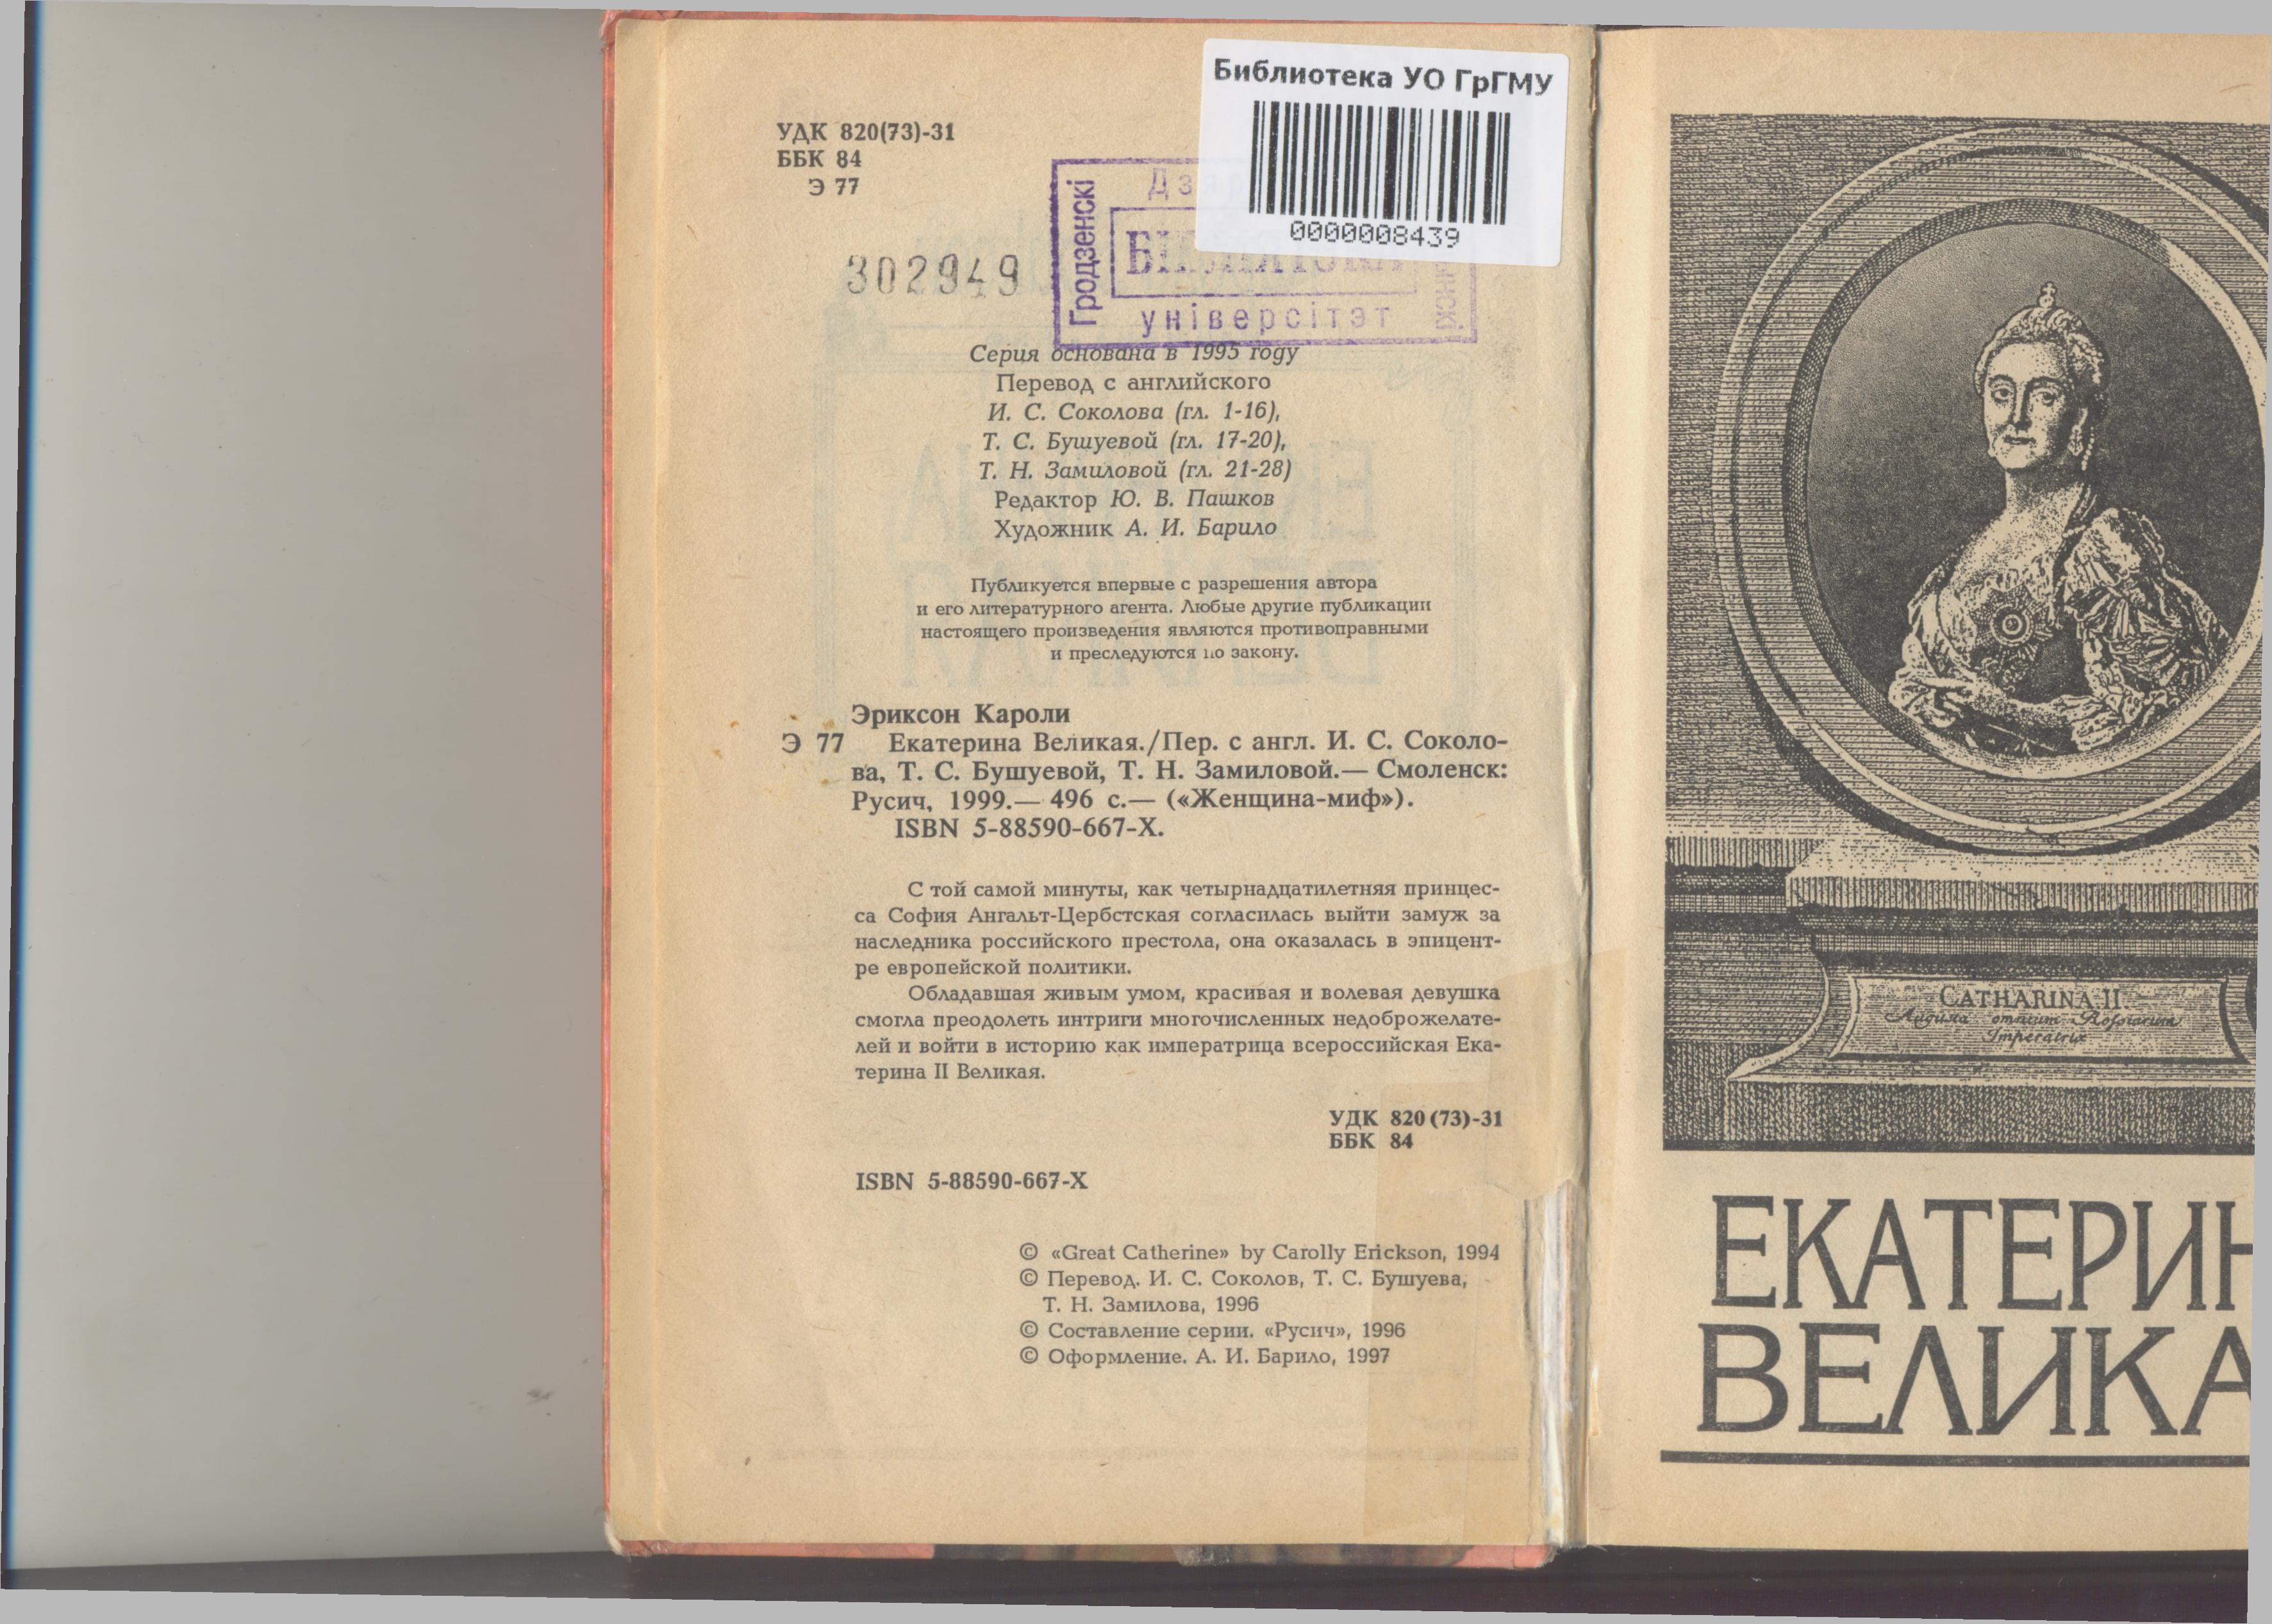 Библиотека УО ГрГМУ
0000008439
УДК 820(73)-31
ББК 84
Э 77
302949
Гродзенскі
БІБЛІЯТЭКА
універсітэт
Серия основана в 1995 году
Перевод с английского
И. С. Соколова (гл. 1-16),
Т. С. Бушуевой (гл. 17-20),
Т. Н. Замиловой (гл. 21-28)
Редактор Ю. В. Пашков
Художник А. И. Барило
Публикуется впервые с разрешения автора
и его литературного агента. Любые другие публикации
настоящего произведения являются противоправными
и преследуются по закону.
Эриксон Кароли
Э 77 Екатерина Великая./Пер. с англ. И. С. Соколо-
ва, Т. С. Бушуевой, Т. Н. Замиловой.— Смоленск:
Русич, 1999.— 496 с.— («Женщина-миф»).
ISBN 5-88590-667-X.
С той самой минуты, как четырнадцатилетняя принцес-
са София Ангальт-Цербстская согласилась выйти замуж за
наследника российского престола, она оказалась в эпицент-
ре европейской политики.
Обладавшая живым умом, красивая и волевая девушка
смогла преодолеть интриги многочисленных недоброжелате-
лей и войти в историю как императрица всероссийская Ека-
терина II Великая.
УДК 820(73)-31
ББК 84
ISBN 5-88590-667-X
© «Great Catherine» by Carolly Erickson, 1994
© Перевод. И. С. Соколов, Т. С. Бушуева,
Т. Н. Замилова, 1996
© Составление серии. «Русич», 1996
© Оформление. А. И. Барило, 1997
CATHARINA II
omnium
Imperatrix
ЕКАТЕРИН
ВЕЛИКА